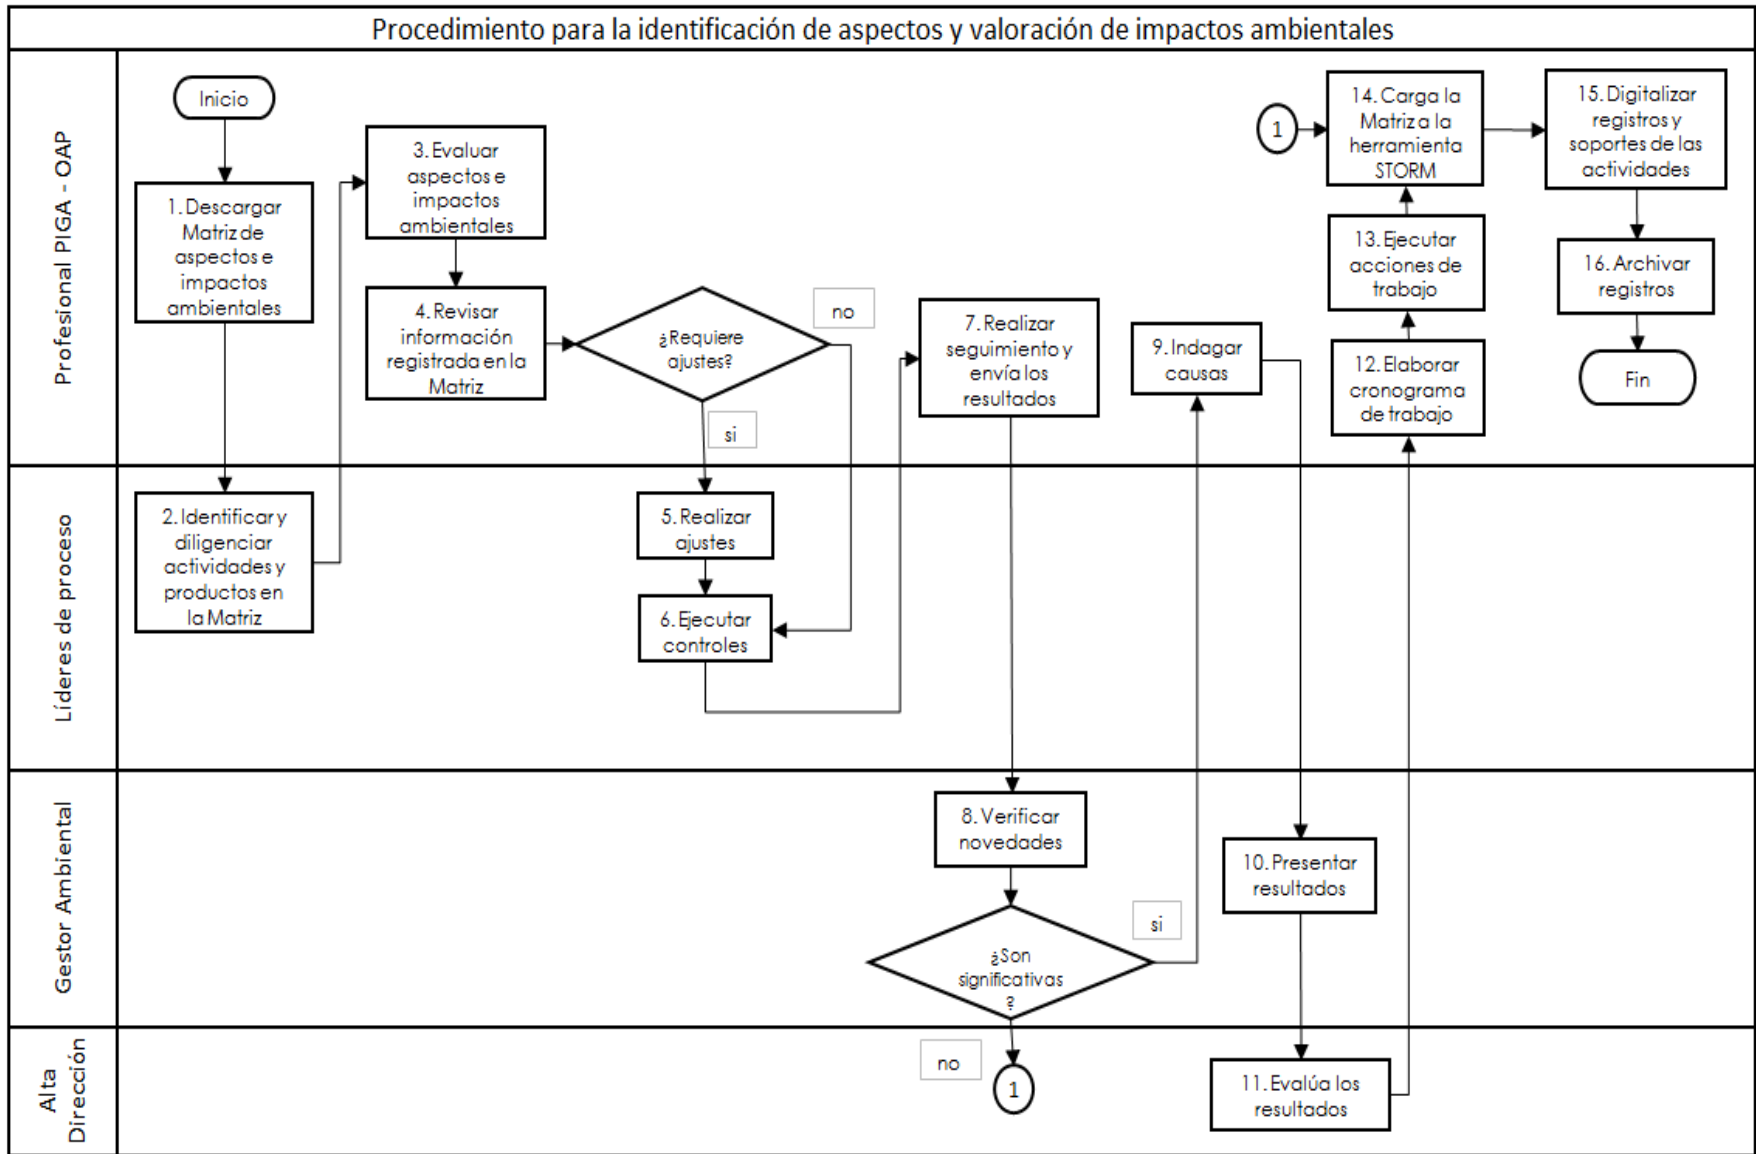 Procedimiento para la identificación de aspectos y valoración de impactos ambientales
Profesional PIGA - OAP
Inicio
1. Descargar
Matriz de
aspectos e
impactos
ambientales
3. Evaluar
aspectos e
impactos
ambientales
4. Revisar
información
registrada en la
Matriz
¿Requiere
ajustes?
no
si
7. Realizar
seguimiento y
envía los
resultados
9. Indagar
causas
1
14. Carga la
Matriz a la
herramienta
STORM
13. Ejecutar
acciones de
trabajo
12. Elaborar
cronograma
de trabajo
15. Digitalizar
registros y
soportes de las
actividades
16. Archivar
registros
Fin
Líderes de proceso
2. Identificar y
diligenciar
actividades y
productos en
la Matriz
5. Realizar
ajustes
6. Ejecutar
controles
Gestor Ambiental
8. Verificar
novedades
¿Son
significativas
?
si
10. Presentar
resultados
Alta
Dirección
no
1
11. Evalúa los
resultados